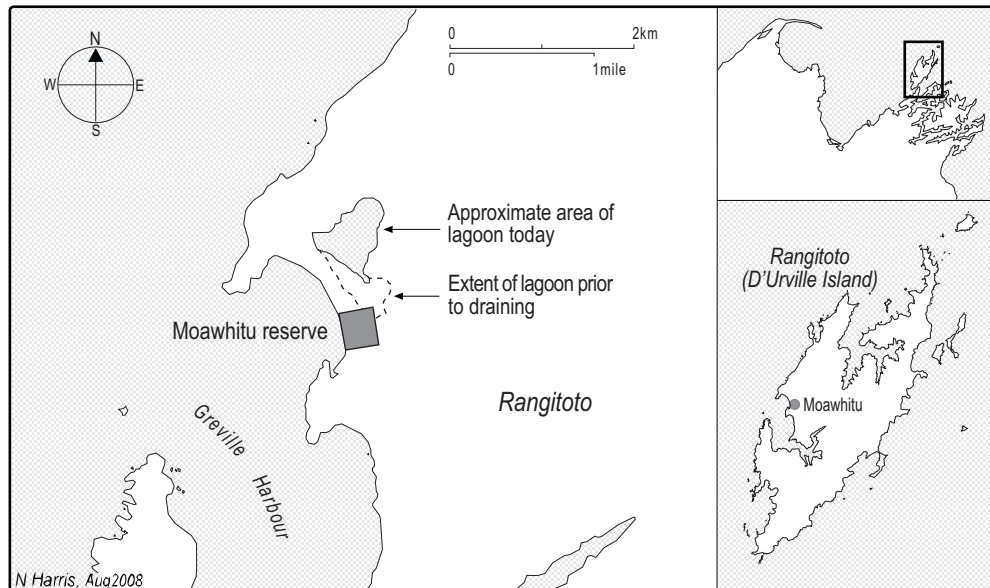 N
W
E
S
0
2km
0
1mile
Approximate area of
lagoon today
Extent of lagoon prior
to draining
Moawhitu reserve
Rangitoto
Greville
Harbour
N Harris, Aug2008
Rangitoto
(D'Urville Island)
Moawhitu